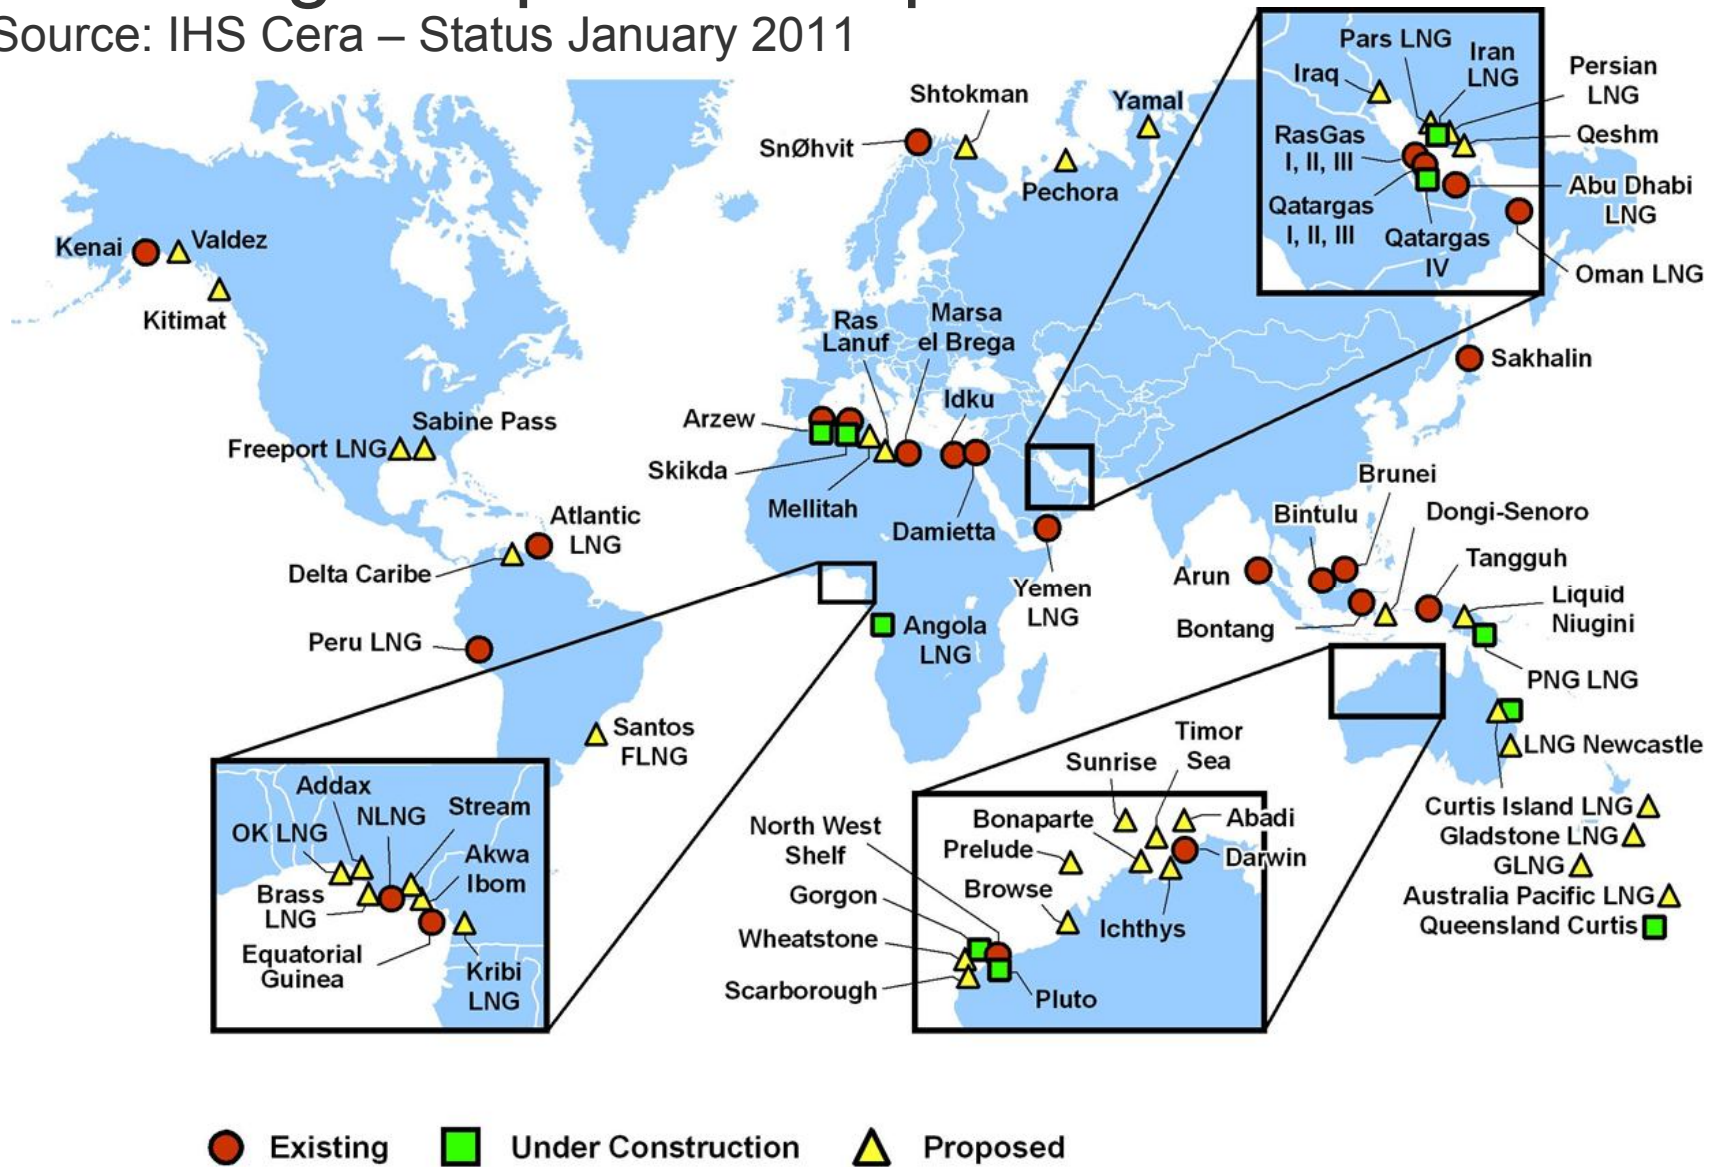 Source: IHS Cera – Status January 2011
Pars LNG
Iran
LNG
Persian
LNG
Iraq
RasGas
I, II, III
Qeshm
Abu Dhabi
LNG
Qatargas
I, II, III
Qatargas
IV
Oman LNG
Shtokman
Yamal
SnØhvit
Pechora
Kenai
Valdez
Kitimat
Ras
Lanuf
Marsa
el Brega
Sakhalin
Idku
Arzew
Sabine Pass
Freeport LNG
Skikda
Mellitah
Damietta
Brunei
Bintulu
Dongi-Senoro
Atlantic
LNG
Delta Caribe
Tangguh
Arun
Yemen
LNG
Liquid
Niugini
Bontang
Angola
LNG
Peru LNG
PNG LNG
Santos
FLNG
LNG Newcastle
Timor
Sea
Sunrise
Addax
NLNG
Stream
OK LNG
Akwa
Ibom
Brass
LNG
Equatorial
Guinea
Kribi
LNG
North West
Shelf
Bonaparte
Abadi
Prelude
Darwin
Browse
Gorgon
Ichthys
Wheatstone
Scarborough
Pluto
Curtis Island LNG
Gladstone LNG
GLNG
Australia Pacific LNG
Queensland Curtis
Existing
Under Construction
Proposed